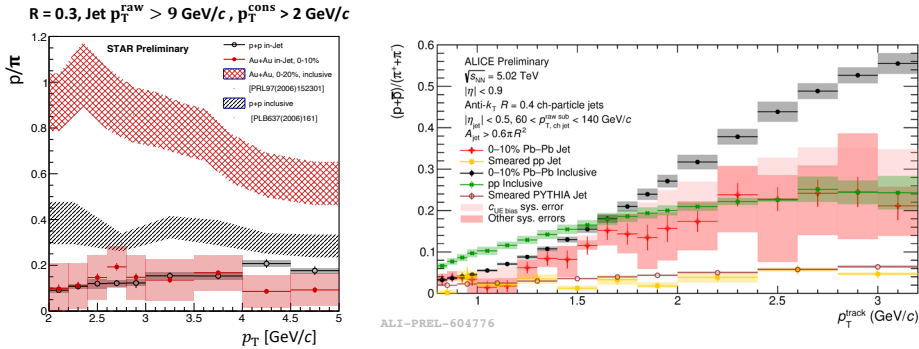 R = 0.3, Jet p_T^raw > 9 GeV/c , p_T^cons > 2 GeV/c
p/π
1.2
1
0.8
0.6
0.4
0.2
0
STAR Preliminary
p+p in-Jet
Au+Au in-Jet, 0-10%
Au+Au, 0-20%, inclusive
[PRL97(2006)152301]
p+p inclusive
[PLB637(2006)161]
2 2.5 3 3.5 4 4.5 5
p_T [GeV/c]
(p+p̄)/(π⁺+π⁻)
0.6
0.5
0.4
0.3
0.2
0.1
0
ALICE Preliminary
√s_NN = 5.02 TeV
|η| < 0.9
Anti-k_T R = 0.4 ch-particle jets
|η_jet| < 0.5, 60 < p_T, ch jet^raw sub < 140 GeV/c
A_jet > 0.6πR²
0–10% Pb–Pb Jet
Smeared pp Jet
0–10% Pb–Pb Inclusive
pp Inclusive
Smeared PYTHIA Jet
c_UE bias sys. error
Other sys. errors
1 1.5 2 2.5 3
p_T^track (GeV/c)
ALI-PREL-604776